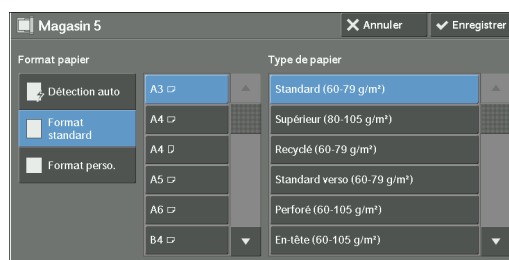 Magasin 5
Annuler
Enregistrer
Format papier
Type de papier
Détection auto
Format
standard
Format perso.
A3
A4
A4
A5
A6
B4
Standard (60-79 g/m²)
Supérieur (80-105 g/m²)
Recyclé (60-79 g/m²)
Standard verso (60-79 g/m²)
Perforé (60-105 g/m²)
En-tête (60-105 g/m²)